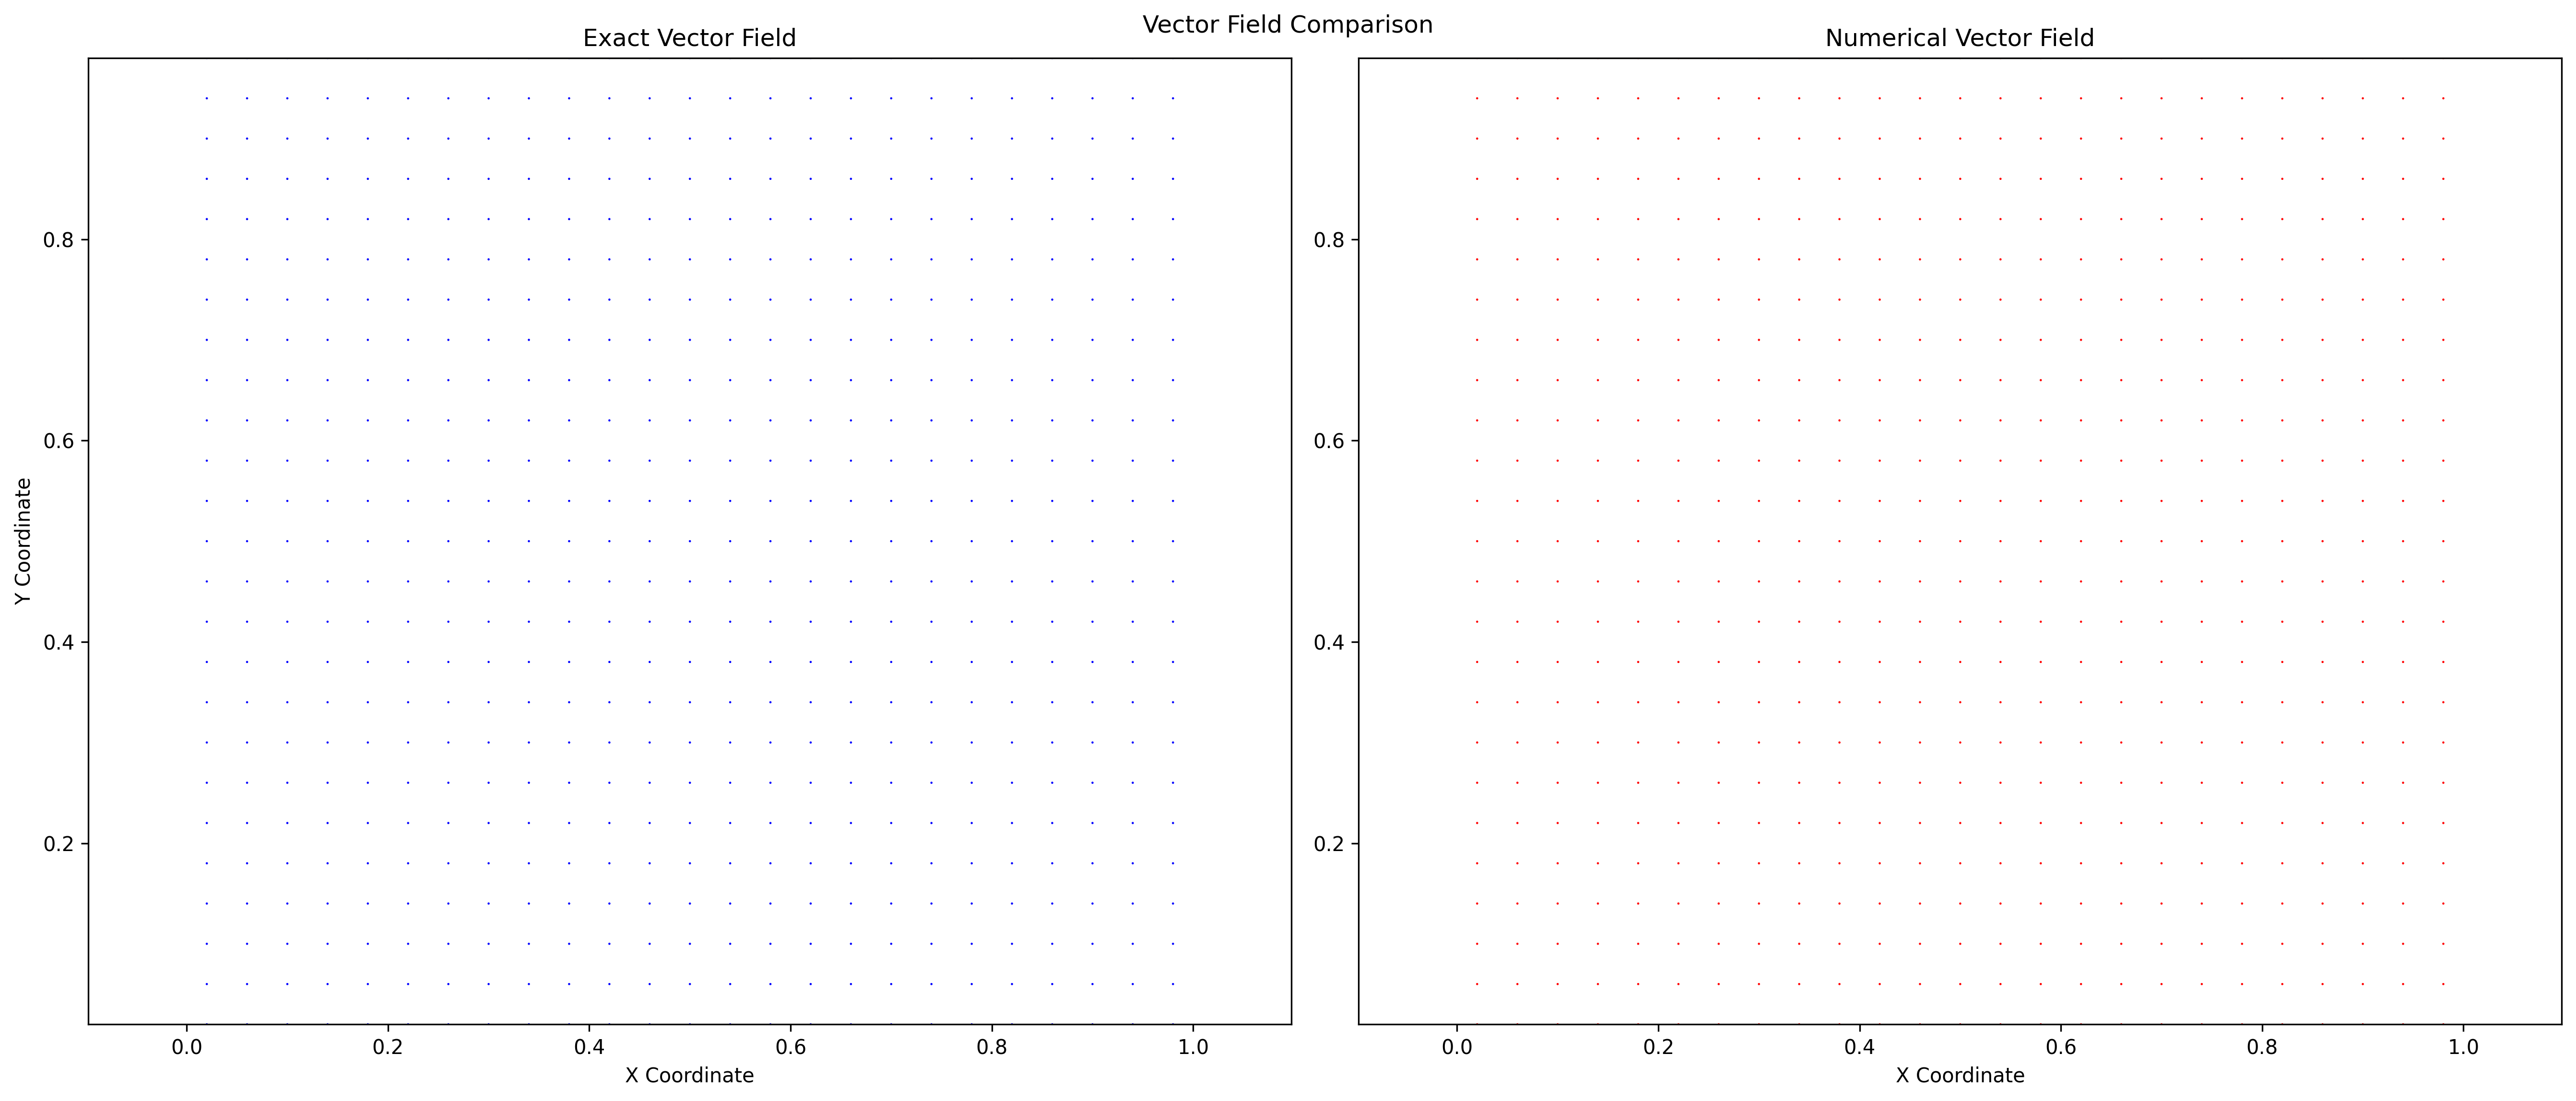 Vector Field Comparison
Exact Vector Field
0.8
0.6
0.4
0.2
Y Coordinate
0.0 0.2 0.4 0.6 0.8 1.0
X Coordinate
Numerical Vector Field
0.8
0.6
0.4
0.2
0.0 0.2 0.4 0.6 0.8 1.0
X Coordinate